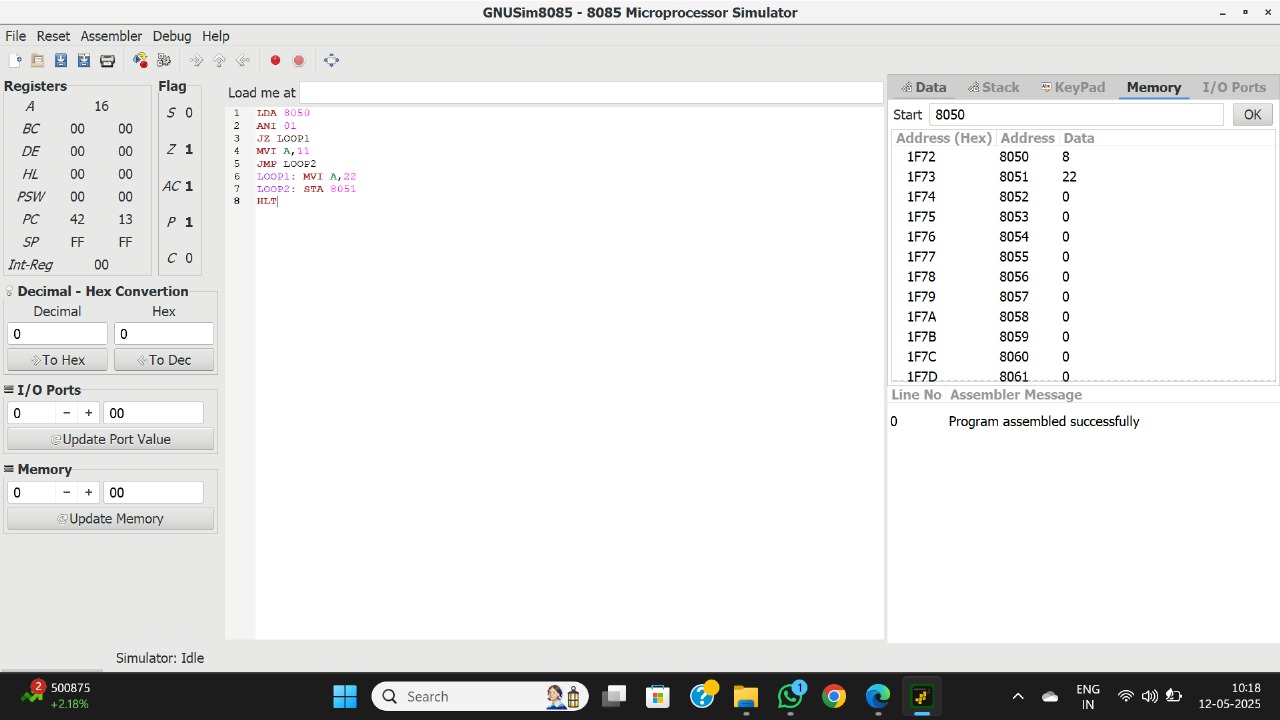 GNUSim8085 - 8085 Microprocessor Simulator
File Reset Assembler Debug Help
Registers
A 16
BC 00 00
DE 00 00
HL 00 00
PSW 00 00
PC 42 13
SP FF FF
Int-Reg 00
Flag
S 0
Z 1
AC 1
P 1
C 0
Decimal - Hex Convertion
Decimal Hex
0 0
To Hex To Dec
I/O Ports
0 − + 00
Update Port Value
Memory
0 − + 00
Update Memory
Load me at
1 LDA 8050
2 ANI 01
3 JZ LOOP1
4 MVI A,11
5 JMP LOOP2
6 LOOP1: MVI A,22
7 LOOP2: STA 8051
8 HLT
Data Stack KeyPad Memory I/O Ports
Start 8050 OK
Address (Hex) Address Data
1F72 8050 8
1F73 8051 22
1F74 8052 0
1F75 8053 0
1F76 8054 0
1F77 8055 0
1F78 8056 0
1F79 8057 0
1F7A 8058 0
1F7B 8059 0
1F7C 8060 0
1F7D 8061 0
Line No Assembler Message
0 Program assembled successfully
Simulator: Idle
2 500875
+2.18%
Search
1
ENG
IN
10:18
12-05-2025